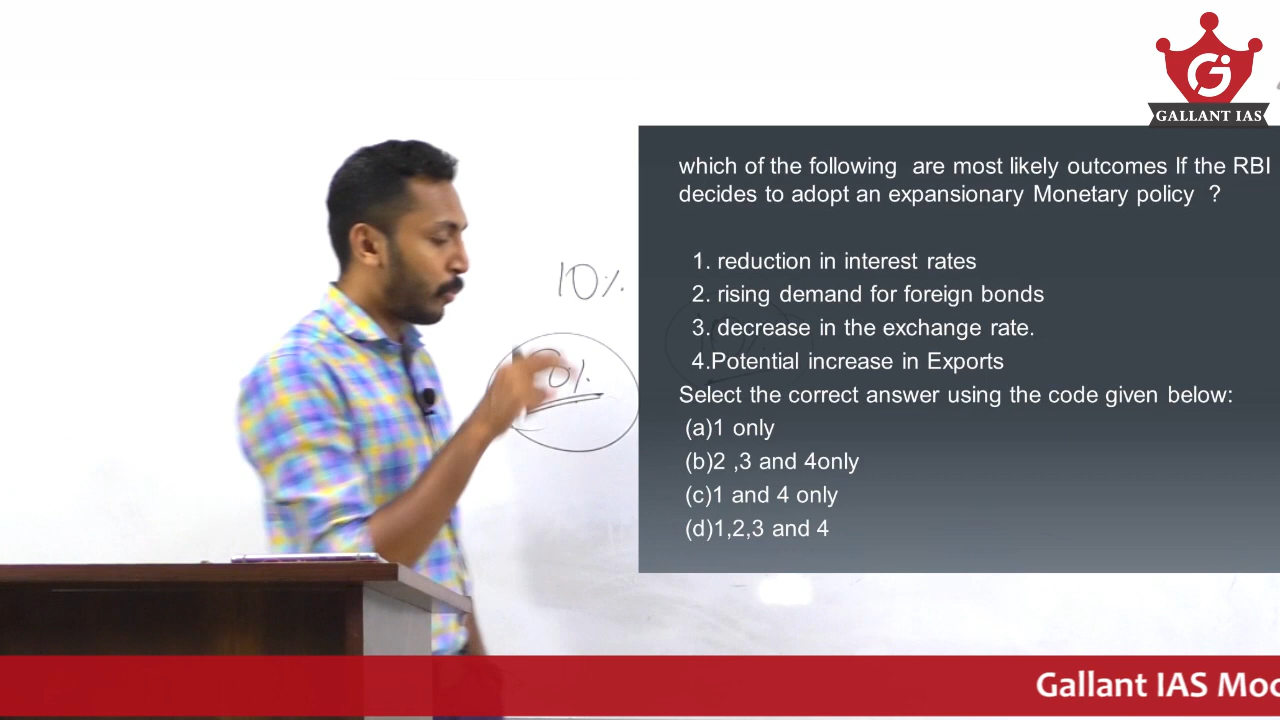 GALLANT IAS
which of the following are most likely outcomes If the RBI
decides to adopt an expansionary Monetary policy ?
1. reduction in interest rates
2. rising demand for foreign bonds
3. decrease in the exchange rate.
4.Potential increase in Exports
Select the correct answer using the code given below:
(a)1 only
(b)2 ,3 and 4only
(c)1 and 4 only
(d)1,2,3 and 4
10%
Gallant IAS Moc